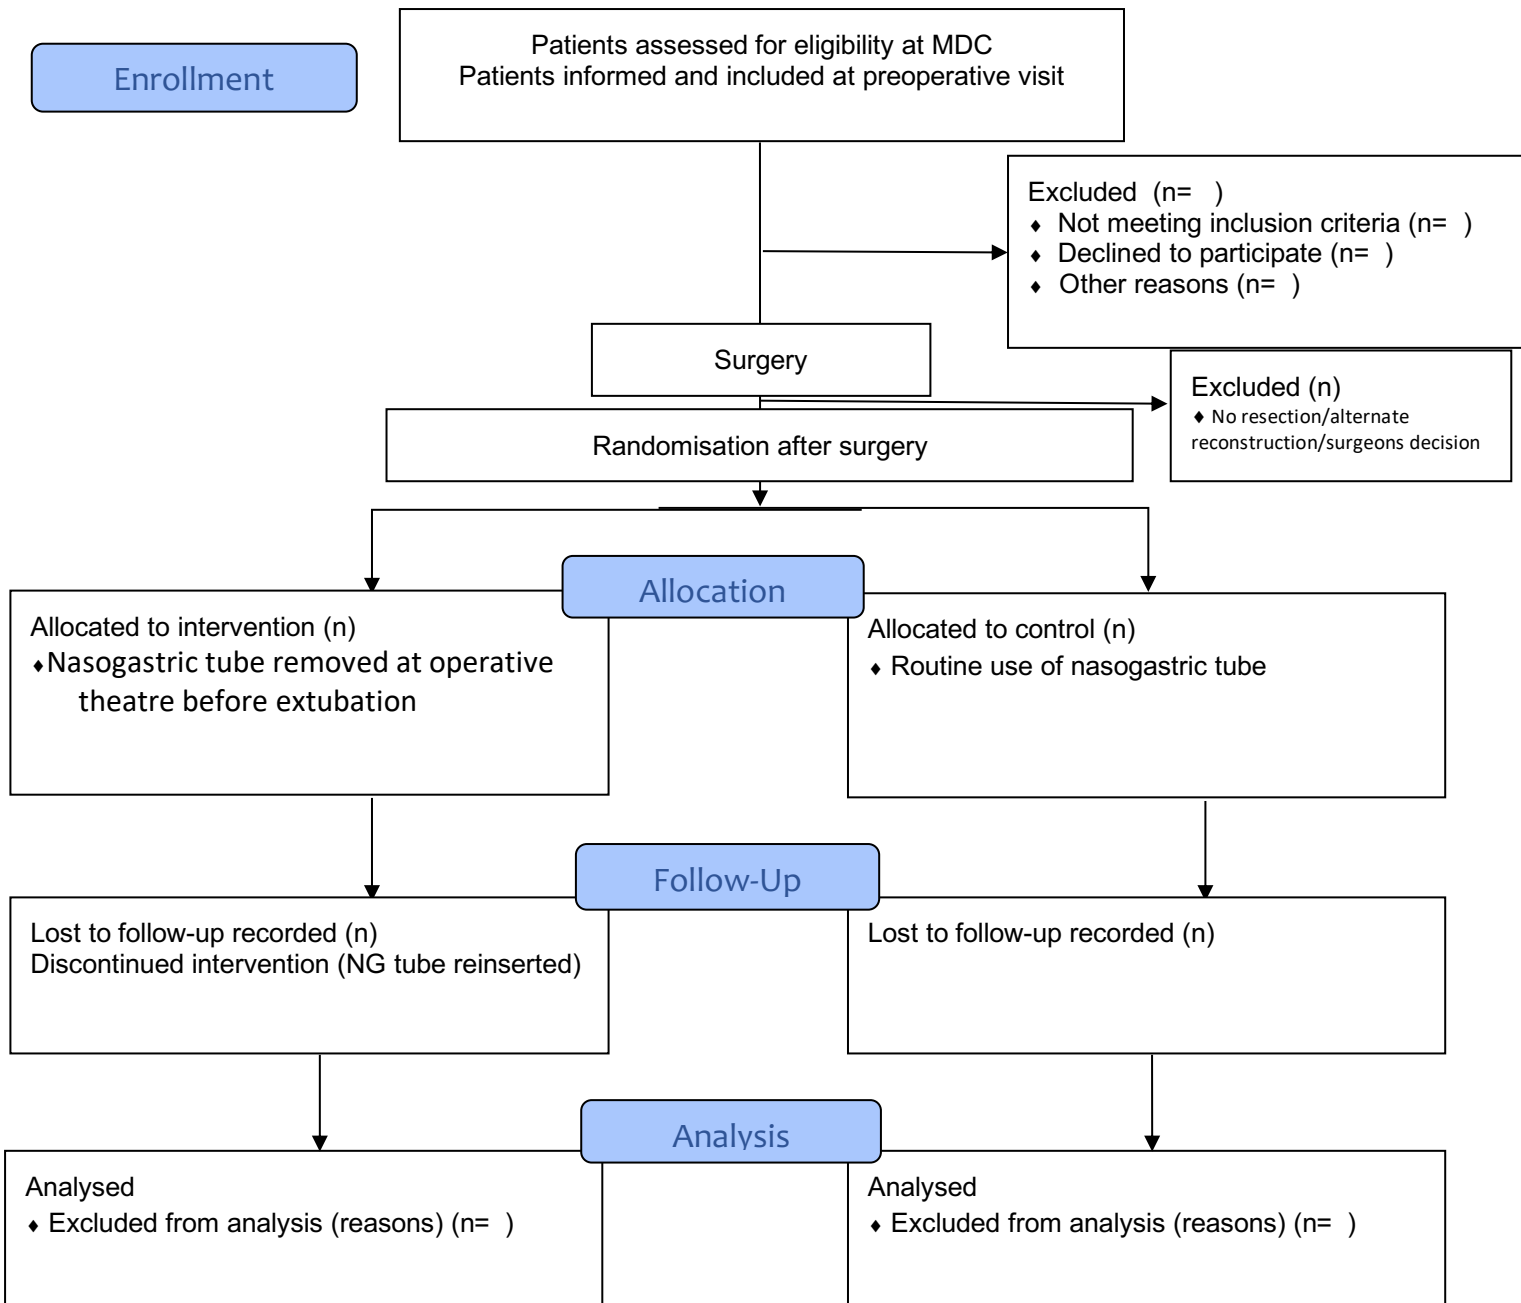 Enrollment
Patients assessed for eligibility at MDC
Patients informed and included at preoperative visit
Excluded (n= )
♦ Not meeting inclusion criteria (n= )
♦ Declined to participate (n= )
♦ Other reasons (n= )
Surgery
Excluded (n)
♦ No resection/alternate
reconstruction/surgeons decision
Randomisation after surgery
Allocation
Allocated to intervention (n)
♦Nasogastric tube removed at operative
theatre before extubation
Allocated to control (n)
♦ Routine use of nasogastric tube
Follow-Up
Lost to follow-up recorded (n)
Discontinued intervention (NG tube reinserted)
Lost to follow-up recorded (n)
Analysis
Analysed
♦ Excluded from analysis (reasons) (n= )
Analysed
♦ Excluded from analysis (reasons) (n= )